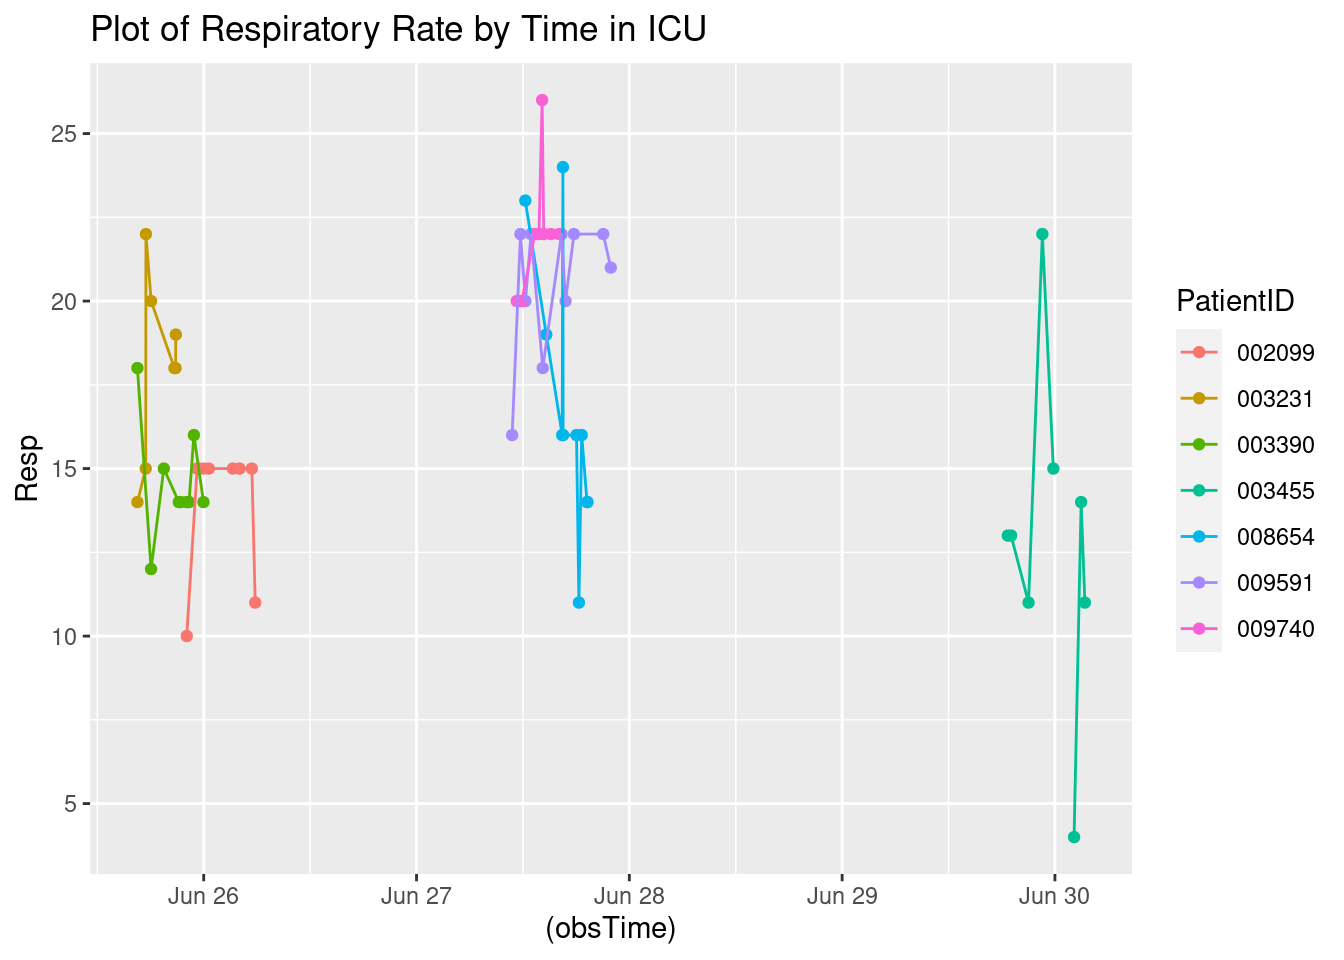 Plot of Respiratory Rate by Time in ICU
Resp
25
20
15
10
5
Jun 26
Jun 27
Jun 28
Jun 29
Jun 30
(obsTime)
PatientID
002099
003231
003390
003455
008654
009591
009740